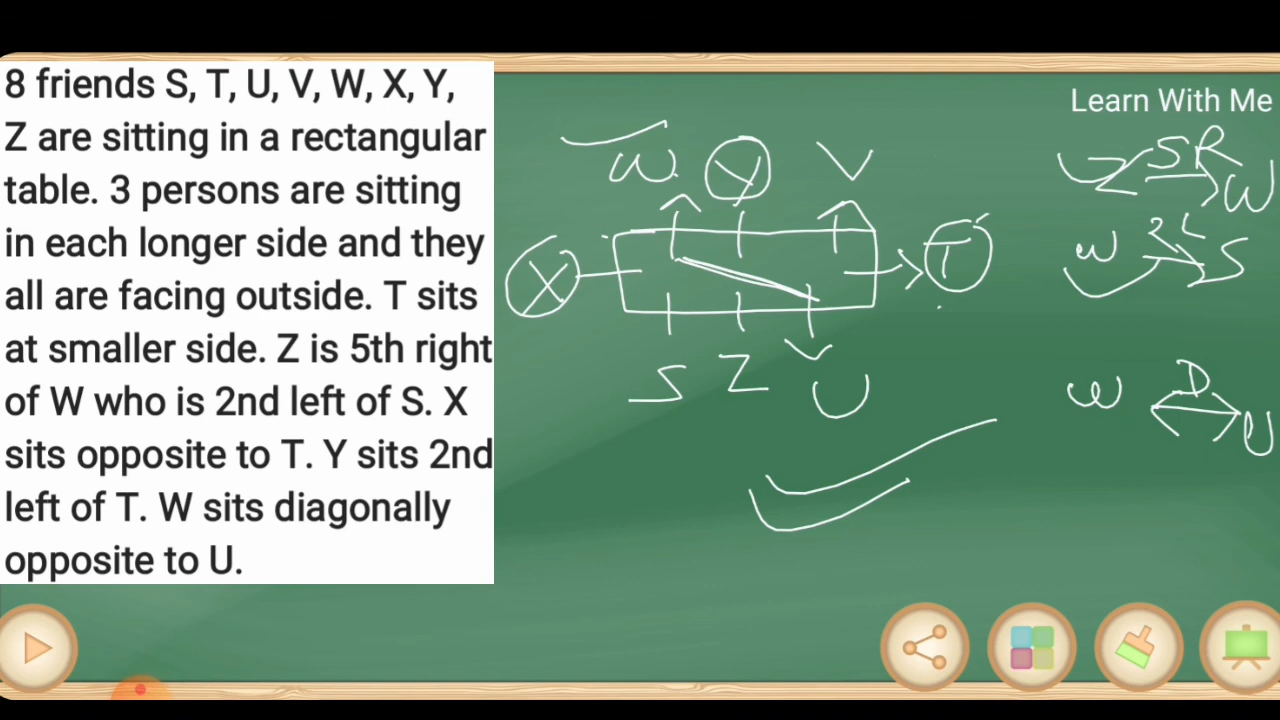 8 friends S, T, U, V, W, X, Y,
Z are sitting in a rectangular
table. 3 persons are sitting
in each longer side and they
all are facing outside. T sits
at smaller side. Z is 5th right
of W who is 2nd left of S. X
sits opposite to T. Y sits 2nd
left of T. W sits diagonally
opposite to U.
Learn With Me
W Y V
X T
S Z U
Z 5R W
W 2L S
W D U